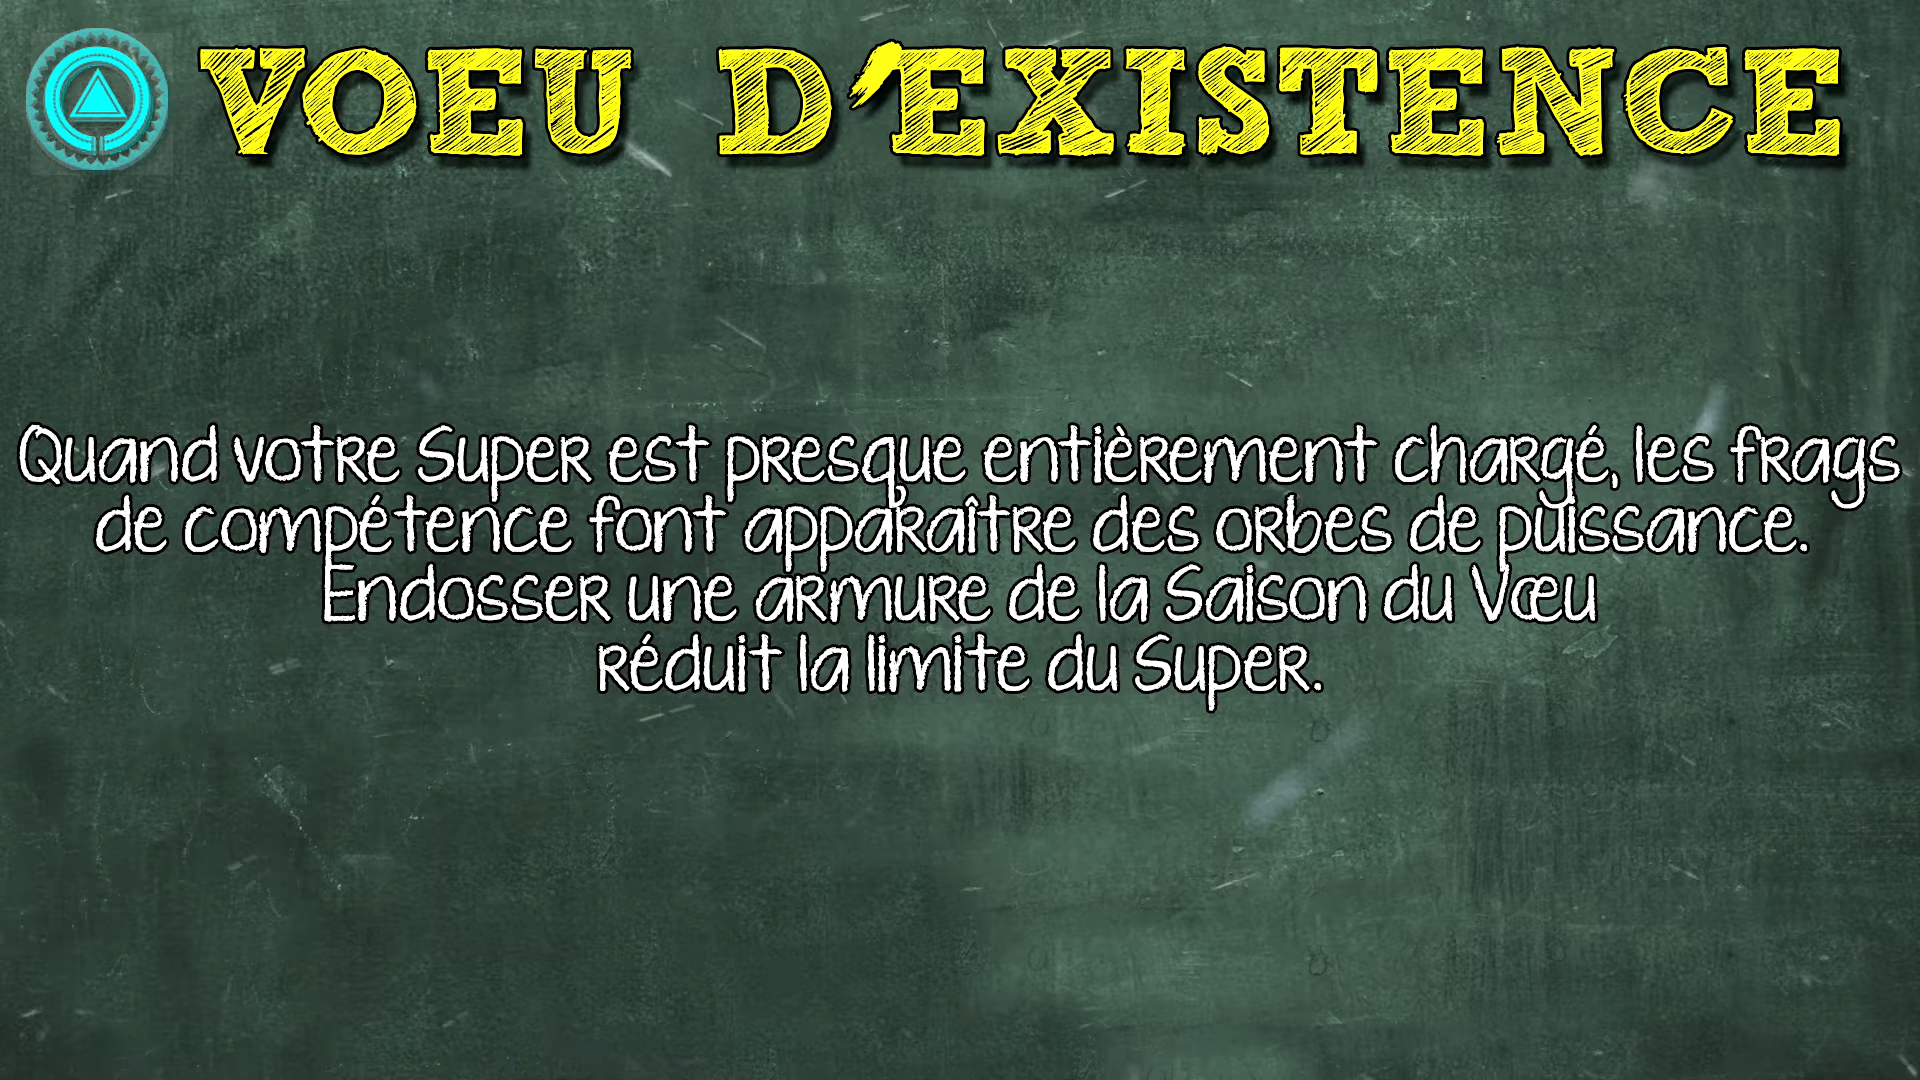 VOEU D'EXISTENCE
Quand votre Super est presque entièrement chargé, les frags
de compétence font apparaître des orbes de puissance.
Endosser une armure de la Saison du Vœu
réduit la limite du Super.